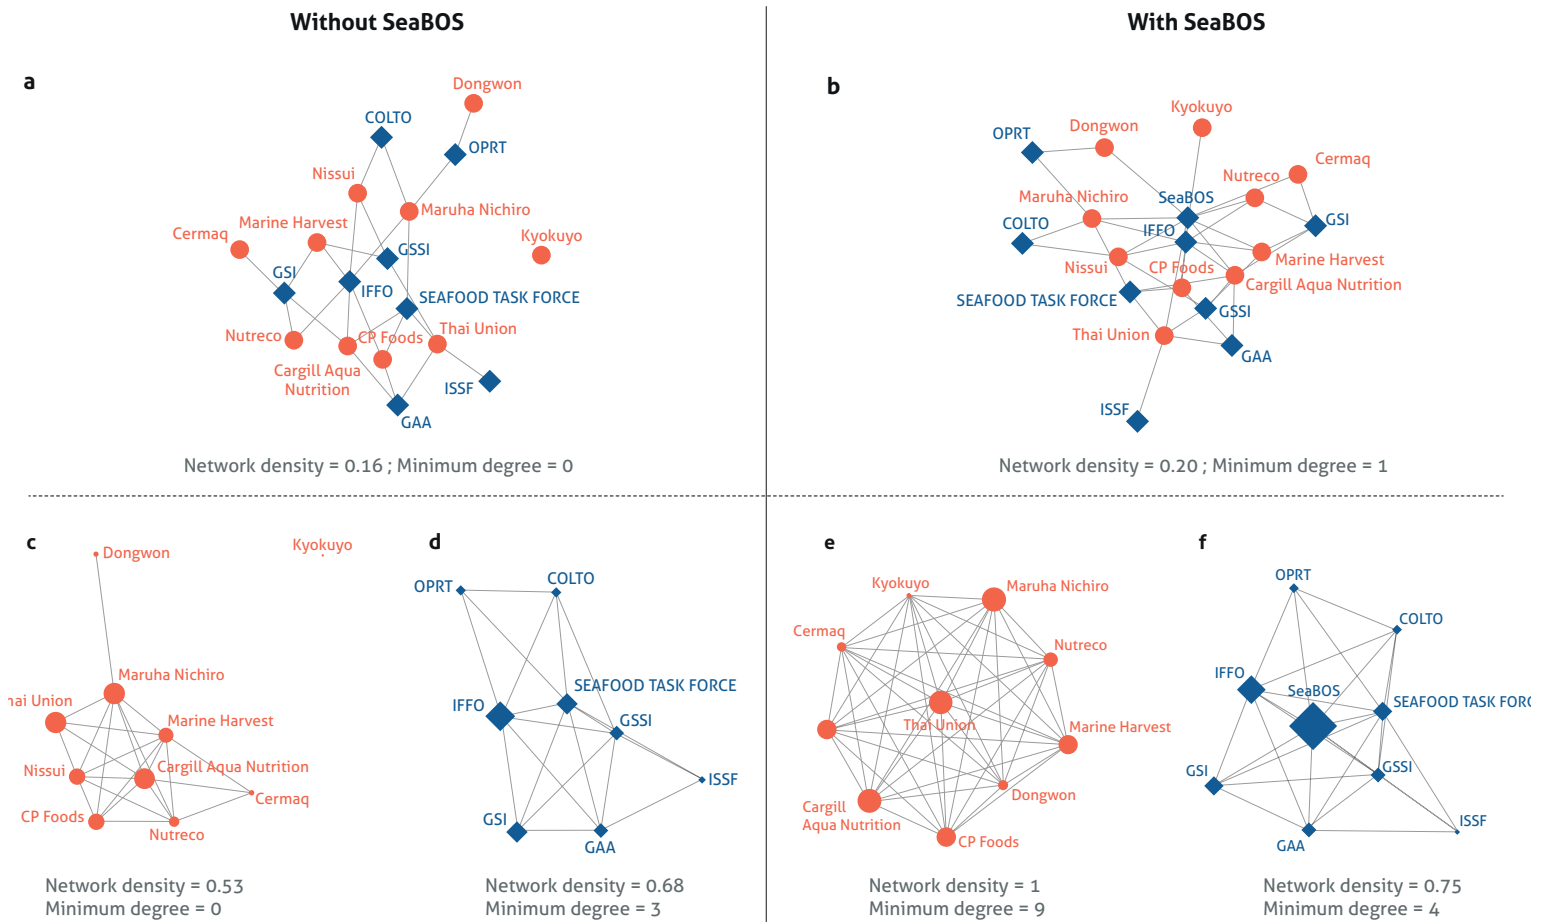 Without SeaBOS
With SeaBOS
a
Dongwon
COLTO
OPRT
Nissui
Maruha Nichiro
Marine Harvest
Cermaq
Kyokuyo
GSSI
GSI
IFFO
SEAFOOD TASK FORCE
Nutreco
CP Foods
Thai Union
Cargill Aqua
Nutrition
ISSF
GAA
Network density = 0.16 ; Minimum degree = 0
b
Kyokuyo
Dongwon
OPRT
Cermaq
Nutreco
Maruha Nichiro
SeaBOS
COLTO
IFFO
GSI
Nissui
CP Foods
Marine Harvest
Cargill Aqua Nutrition
SEAFOOD TASK FORCE
GSSI
Thai Union
GAA
ISSF
Network density = 0.20 ; Minimum degree = 1
c
Dongwon
Kyokuyo
Maruha Nichiro
hai Union
Marine Harvest
Nissui
Cargill Aqua Nutrition
Cermaq
CP Foods
Nutreco
Network density = 0.53
Minimum degree = 0
d
OPRT
COLTO
SEAFOOD TASK FORCE
IFFO
GSSI
ISSF
GSI
GAA
Network density = 0.68
Minimum degree = 3
e
Kyokuyo
Maruha Nichiro
Cermaq
Nutreco
Thai Union
Marine Harvest
Dongwon
Cargill
Aqua Nutrition
CP Foods
Network density = 1
Minimum degree = 9
f
OPRT
COLTO
IFFO
SeaBOS
SEAFOOD TASK FORC
GSI
GSSI
ISSF
GAA
Network density = 0.75
Minimum degree = 4